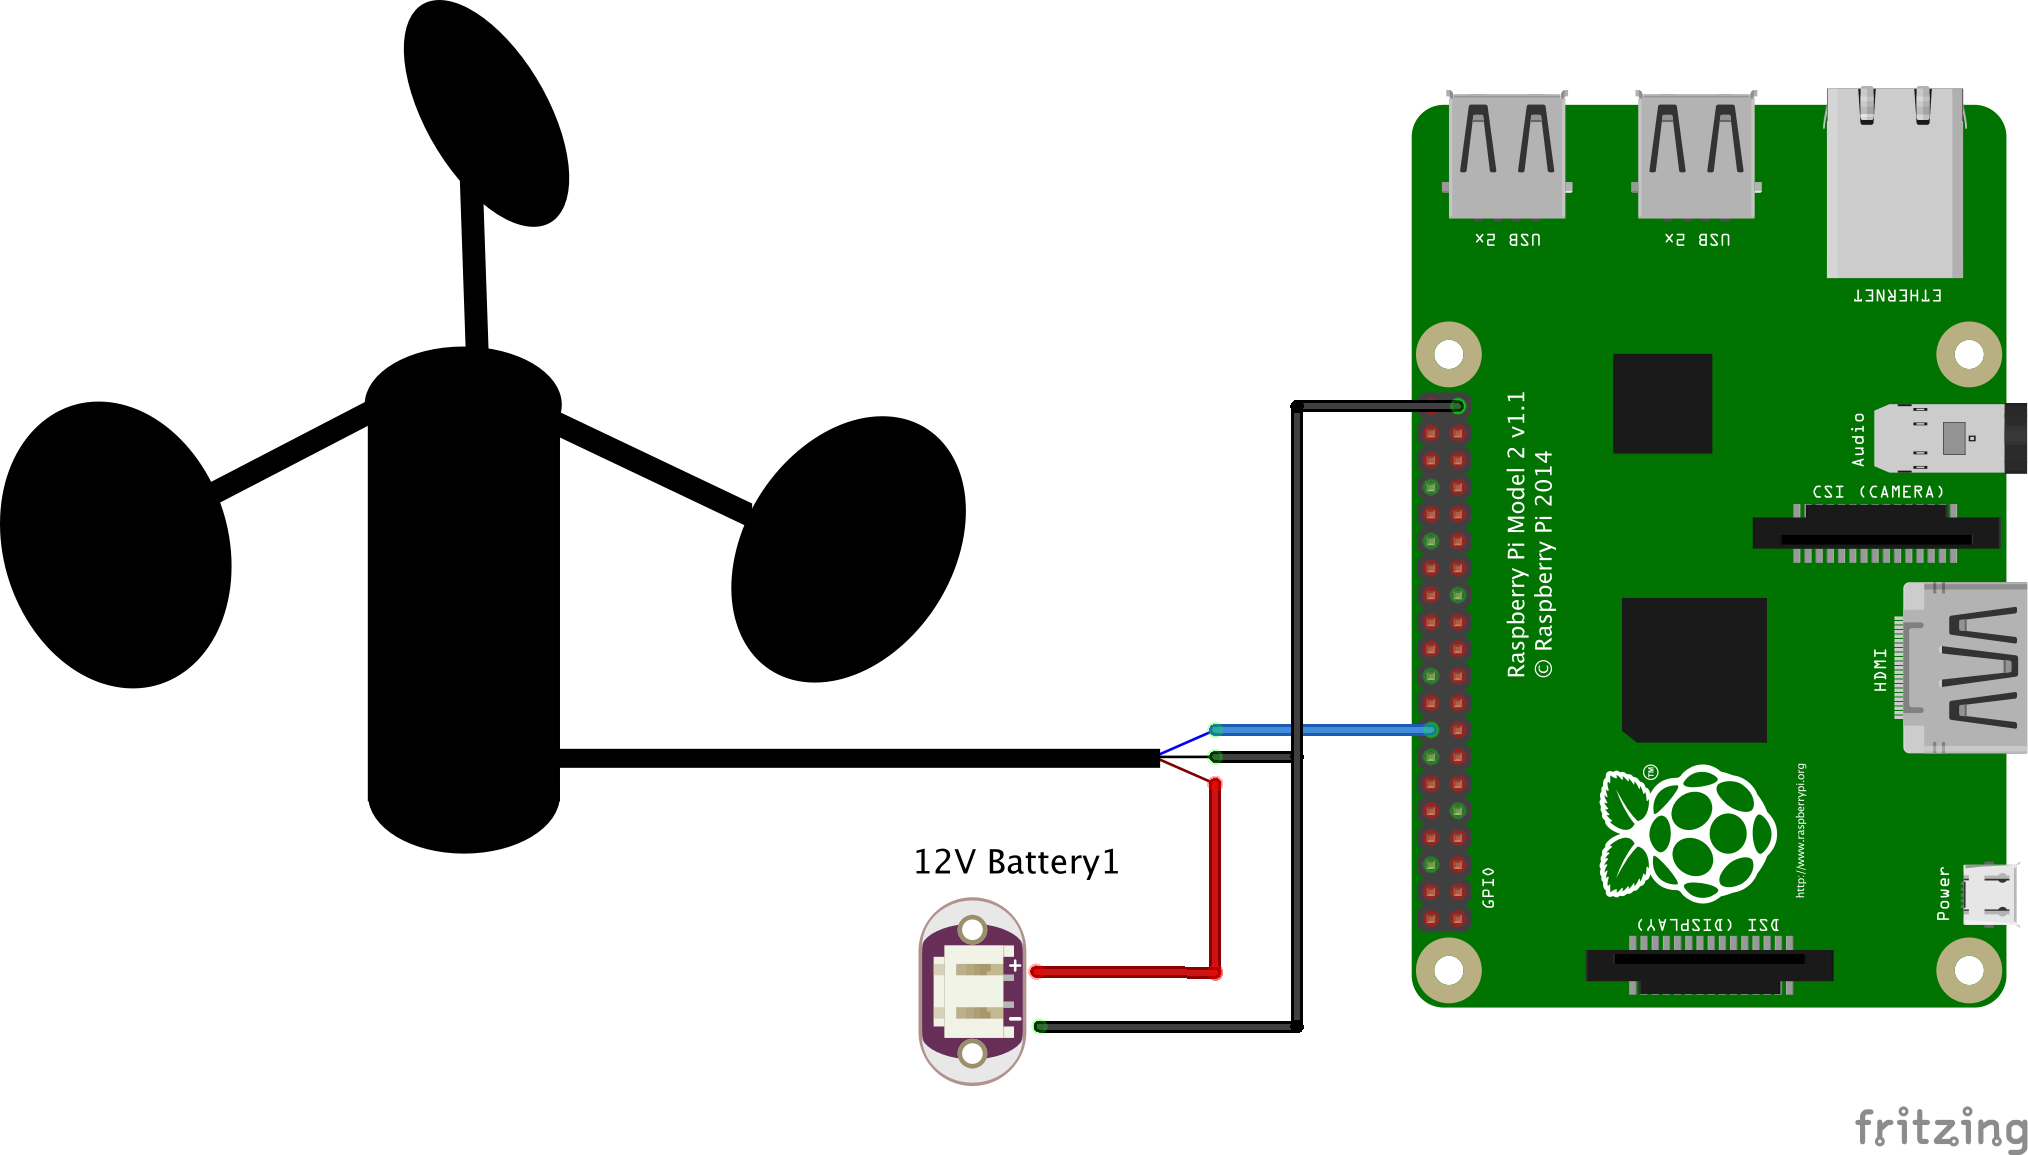 USB 2x
USB 2x
ETHERNET
Raspberry Pi Model 2 v1.1
© Raspberry Pi 2014
Audio
CSI (CAMERA)
HDMI
TM
http://www.raspberrypi.org
12V Battery1
+
-
GPIO
Power
DSI (DISPLAY)
fritzing